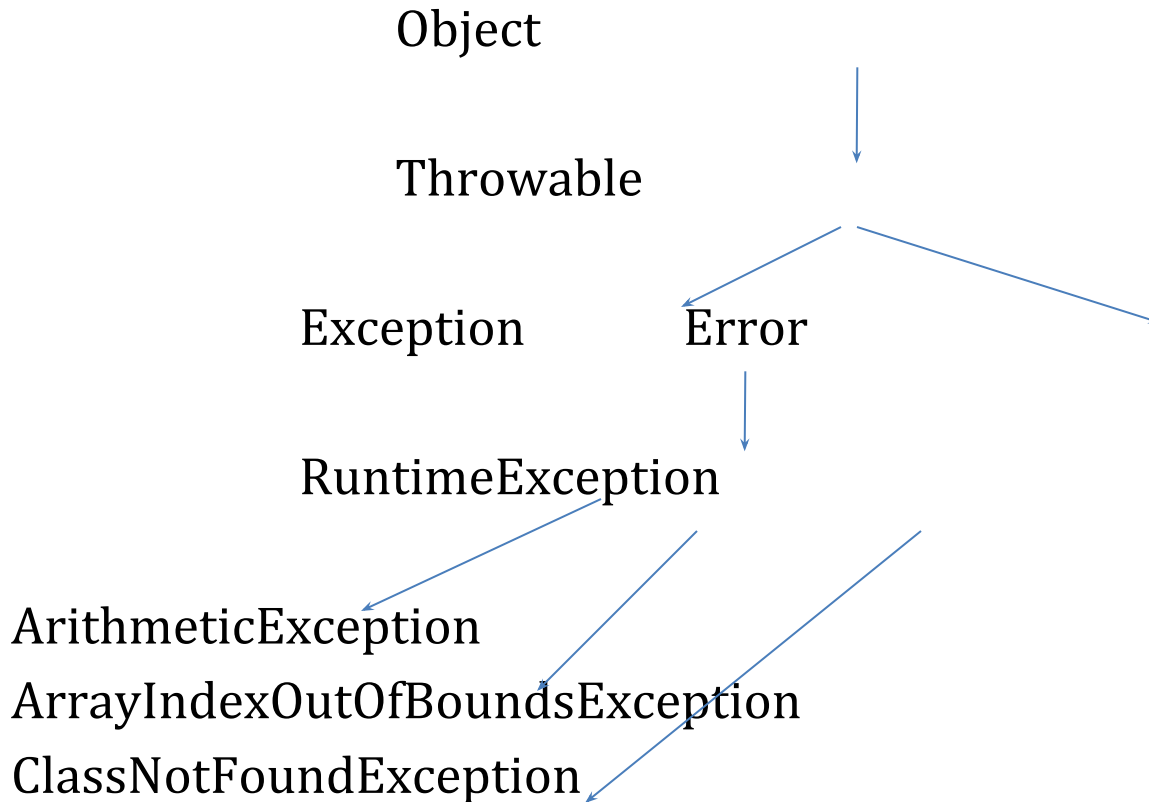 Object
Throwable
Exception Error
RuntimeException
ArithmeticException
ArrayIndexOutOfBoundsException
ClassNotFoundException